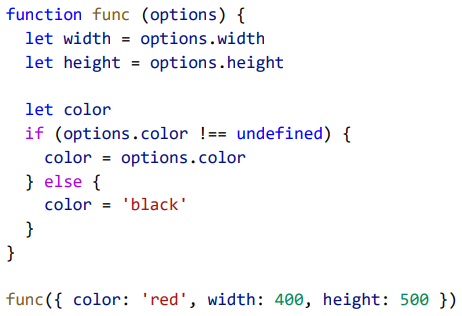 function func (options) {
  let width = options.width
  let height = options.height

  let color
  if (options.color !== undefined) {
    color = options.color
  } else {
    color = 'black'
  }
}

func({ color: 'red', width: 400, height: 500 })